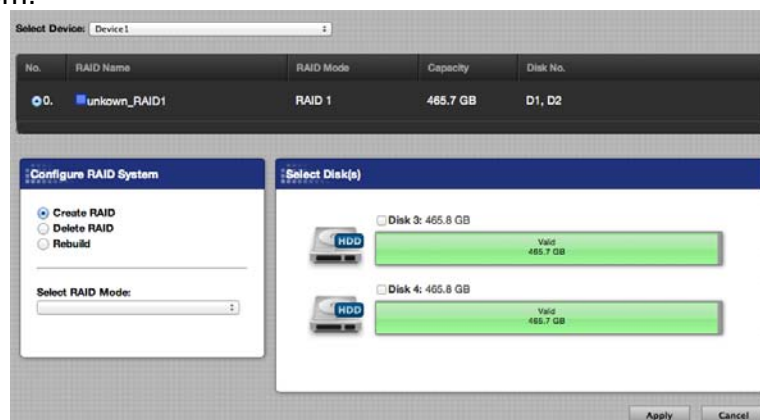 m.
Select Device: Device1
No. RAID Name RAID Mode Capacity Disk No.
0. unkown_RAID1 RAID 1 465.7 GB D1, D2
Configure RAID System
Select Disk(s)
Create RAID
Delete RAID
Rebuild
Select RAID Mode:
HDD
Disk 3: 465.8 GB
Valid
465.7 GB
HDD
Disk 4: 465.8 GB
Valid
465.7 GB
Apply Cancel